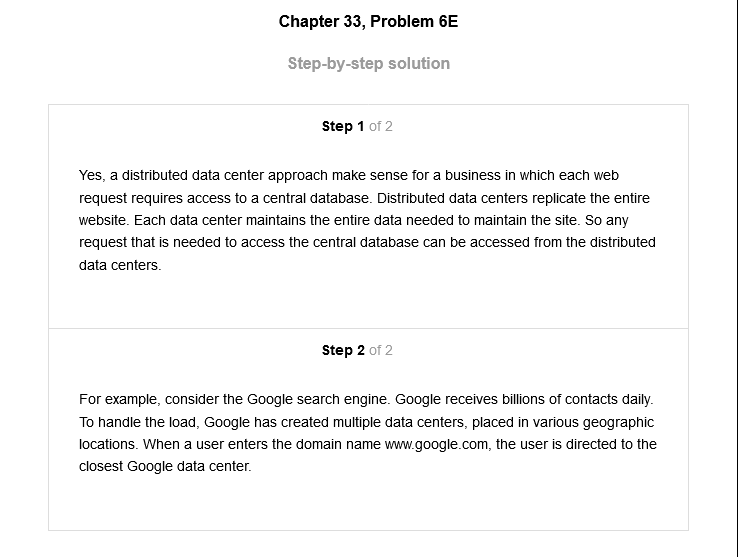 Chapter 33, Problem 6E
Step-by-step solution
Step 1 of 2
Yes, a distributed data center approach make sense for a business in which each web
request requires access to a central database. Distributed data centers replicate the entire
website. Each data center maintains the entire data needed to maintain the site. So any
request that is needed to access the central database can be accessed from the distributed
data centers.
Step 2 of 2
For example, consider the Google search engine. Google receives billions of contacts daily.
To handle the load, Google has created multiple data centers, placed in various geographic
locations. When a user enters the domain name www.google.com, the user is directed to the
closest Google data center.